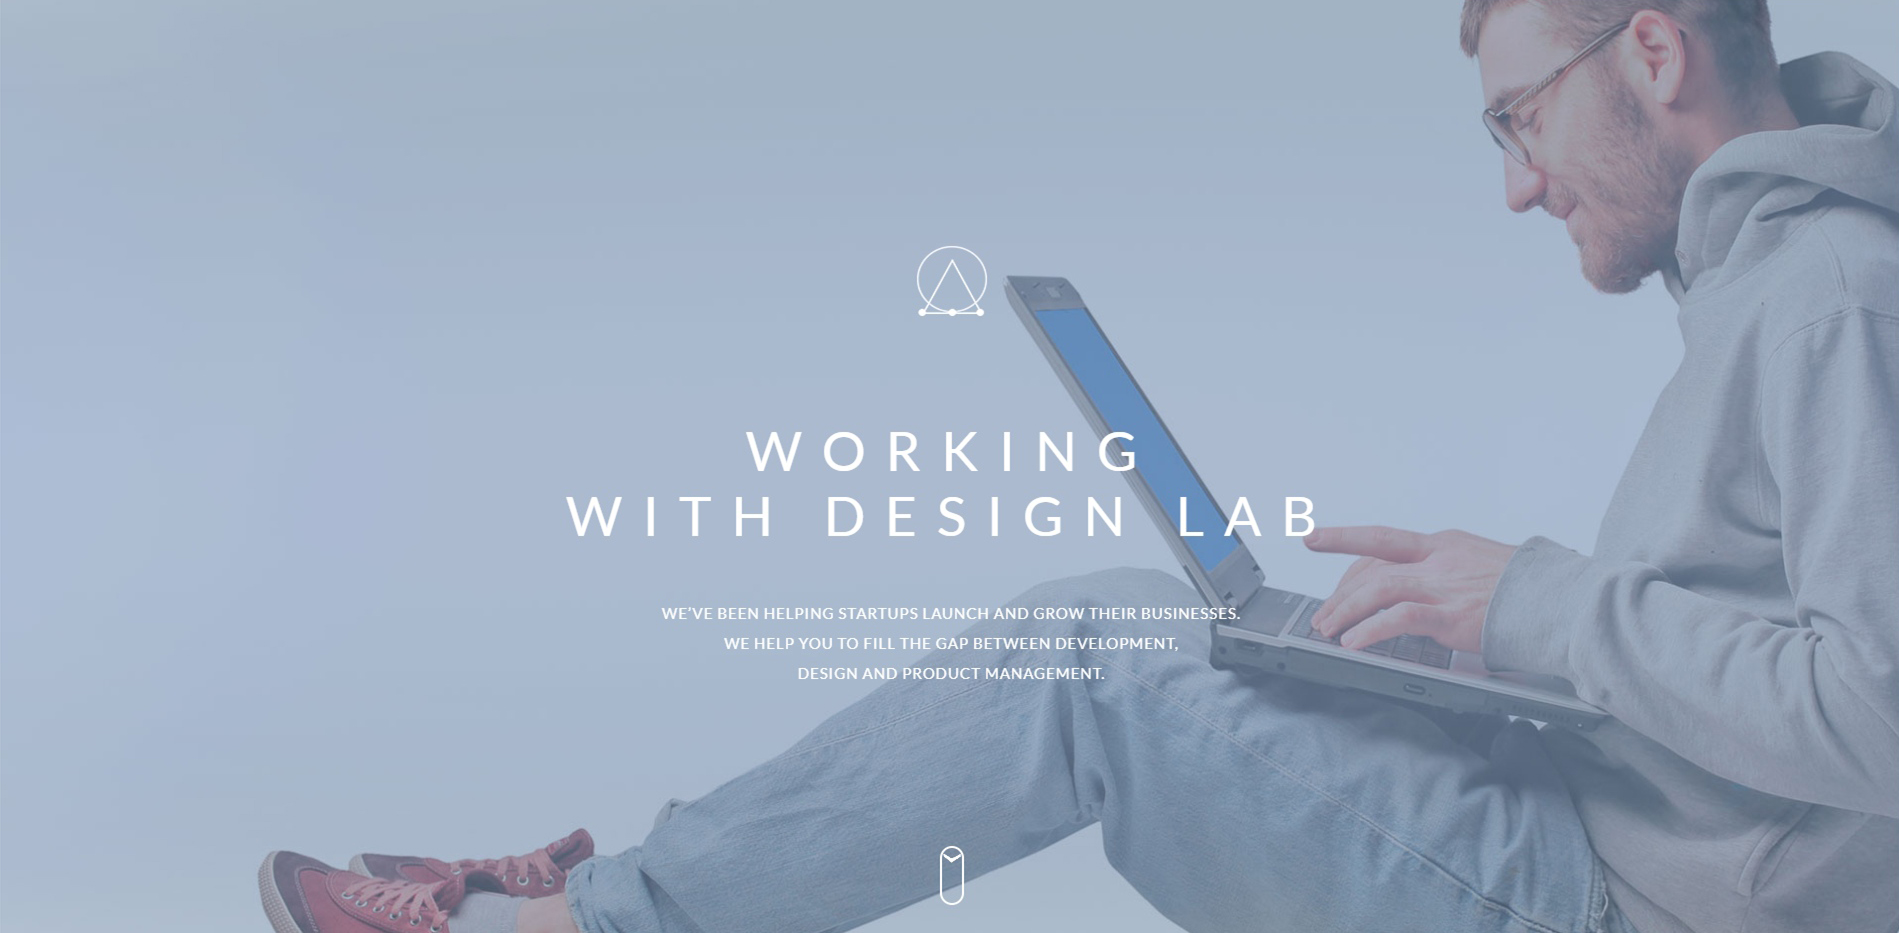 WORKING
WITH DESIGN LAB
WE'VE BEEN HELPING STARTUPS LAUNCH AND GROW THEIR BUSINESSES.
WE HELP YOU TO FILL THE GAP BETWEEN DEVELOPMENT,
DESIGN AND PRODUCT MANAGEMENT.